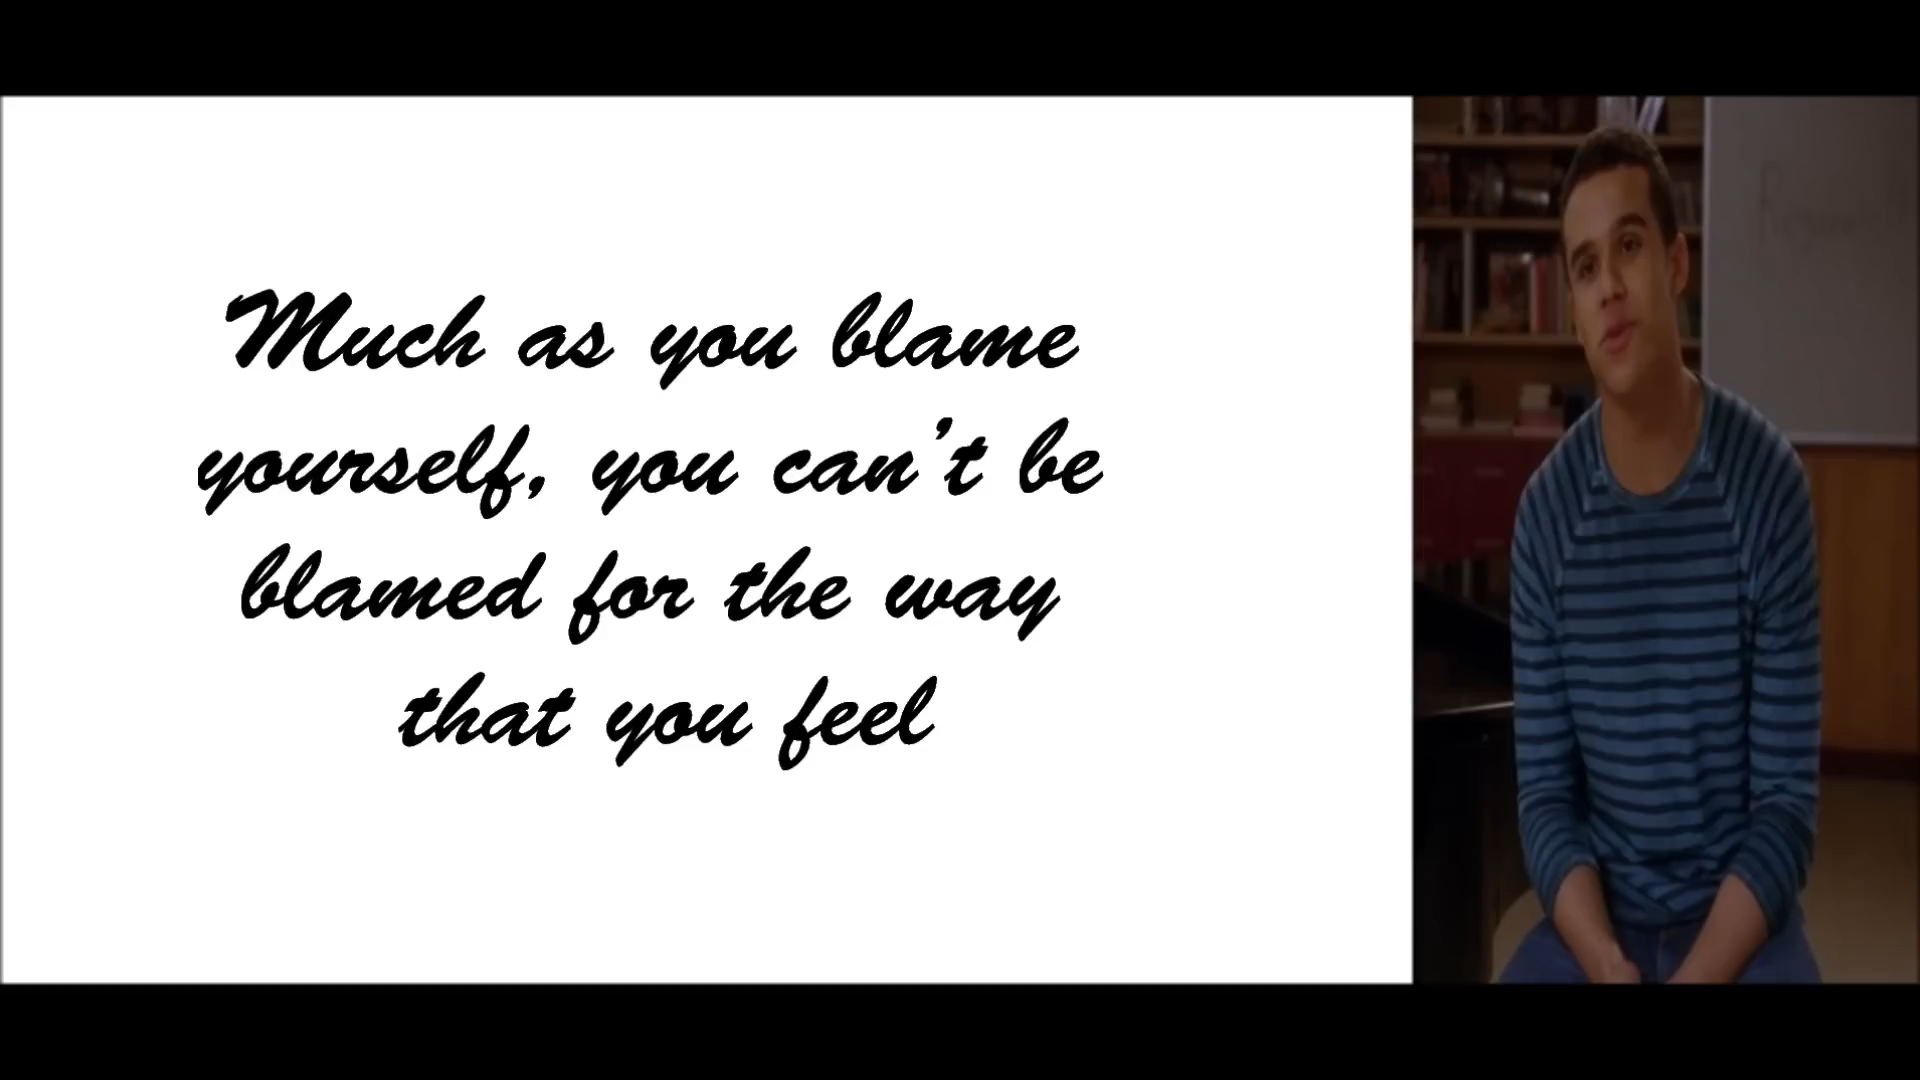 Much as you blame
yourself, you can't be
blamed for the way
that you feel